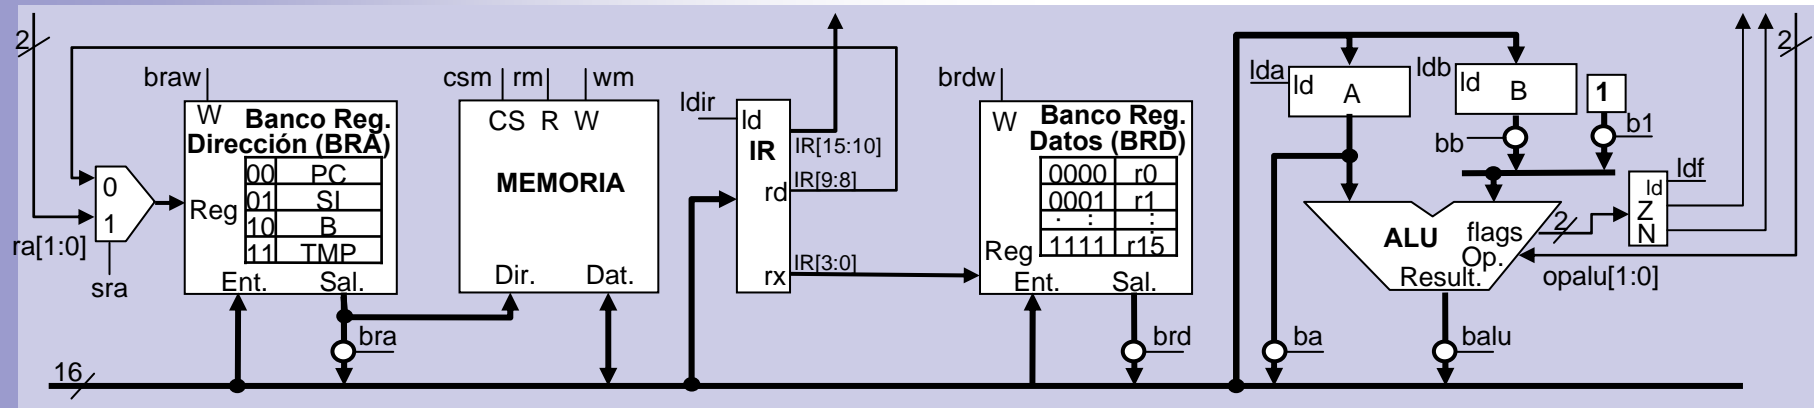 2
ra[1:0]
0
1
sra
braw
W
Banco Reg.
Dirección (BRA)
00 PC
01 SI
10 B
11 TMP
Reg
Ent.
Sal.
bra
16
csm
rm
wm
CS R W
MEMORIA
Dir.
Dat.
ldir
ld
IR
rd
rx
IR[15:10]
IR[9:8]
IR[3:0]
brdw
W
Banco Reg.
Datos (BRD)
0000 r0
0001 r1
: : :
1111 r15
Reg
Ent.
Sal.
brd
lda
ld
A
ldb
ld
B
1
bb
b1
ALU
flags
Op.
Result.
2
ldf
ld
Z
N
2
opalu[1:0]
ba
balu